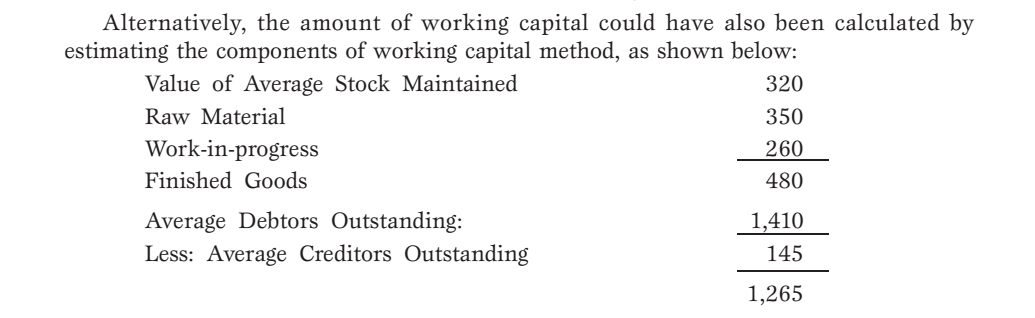 Alternatively, the amount of working capital could have also been calculated by
estimating the components of working capital method, as shown below:
Value of Average Stock Maintained 320
Raw Material 350
Work-in-progress 260
Finished Goods 480
Average Debtors Outstanding: 1,410
Less: Average Creditors Outstanding 145
1,265